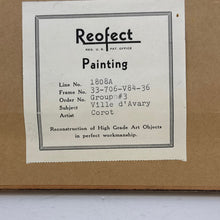 Reofect
REG. U.S. PAT. OFFICE
Painting
Line No. 1808A
Frame No. 33-706-V84-36
Order No. Group #3
Subject Ville d'Avary
Artist Corot
Reconstruction of High Grade Art Objects
in perfect workmanship.